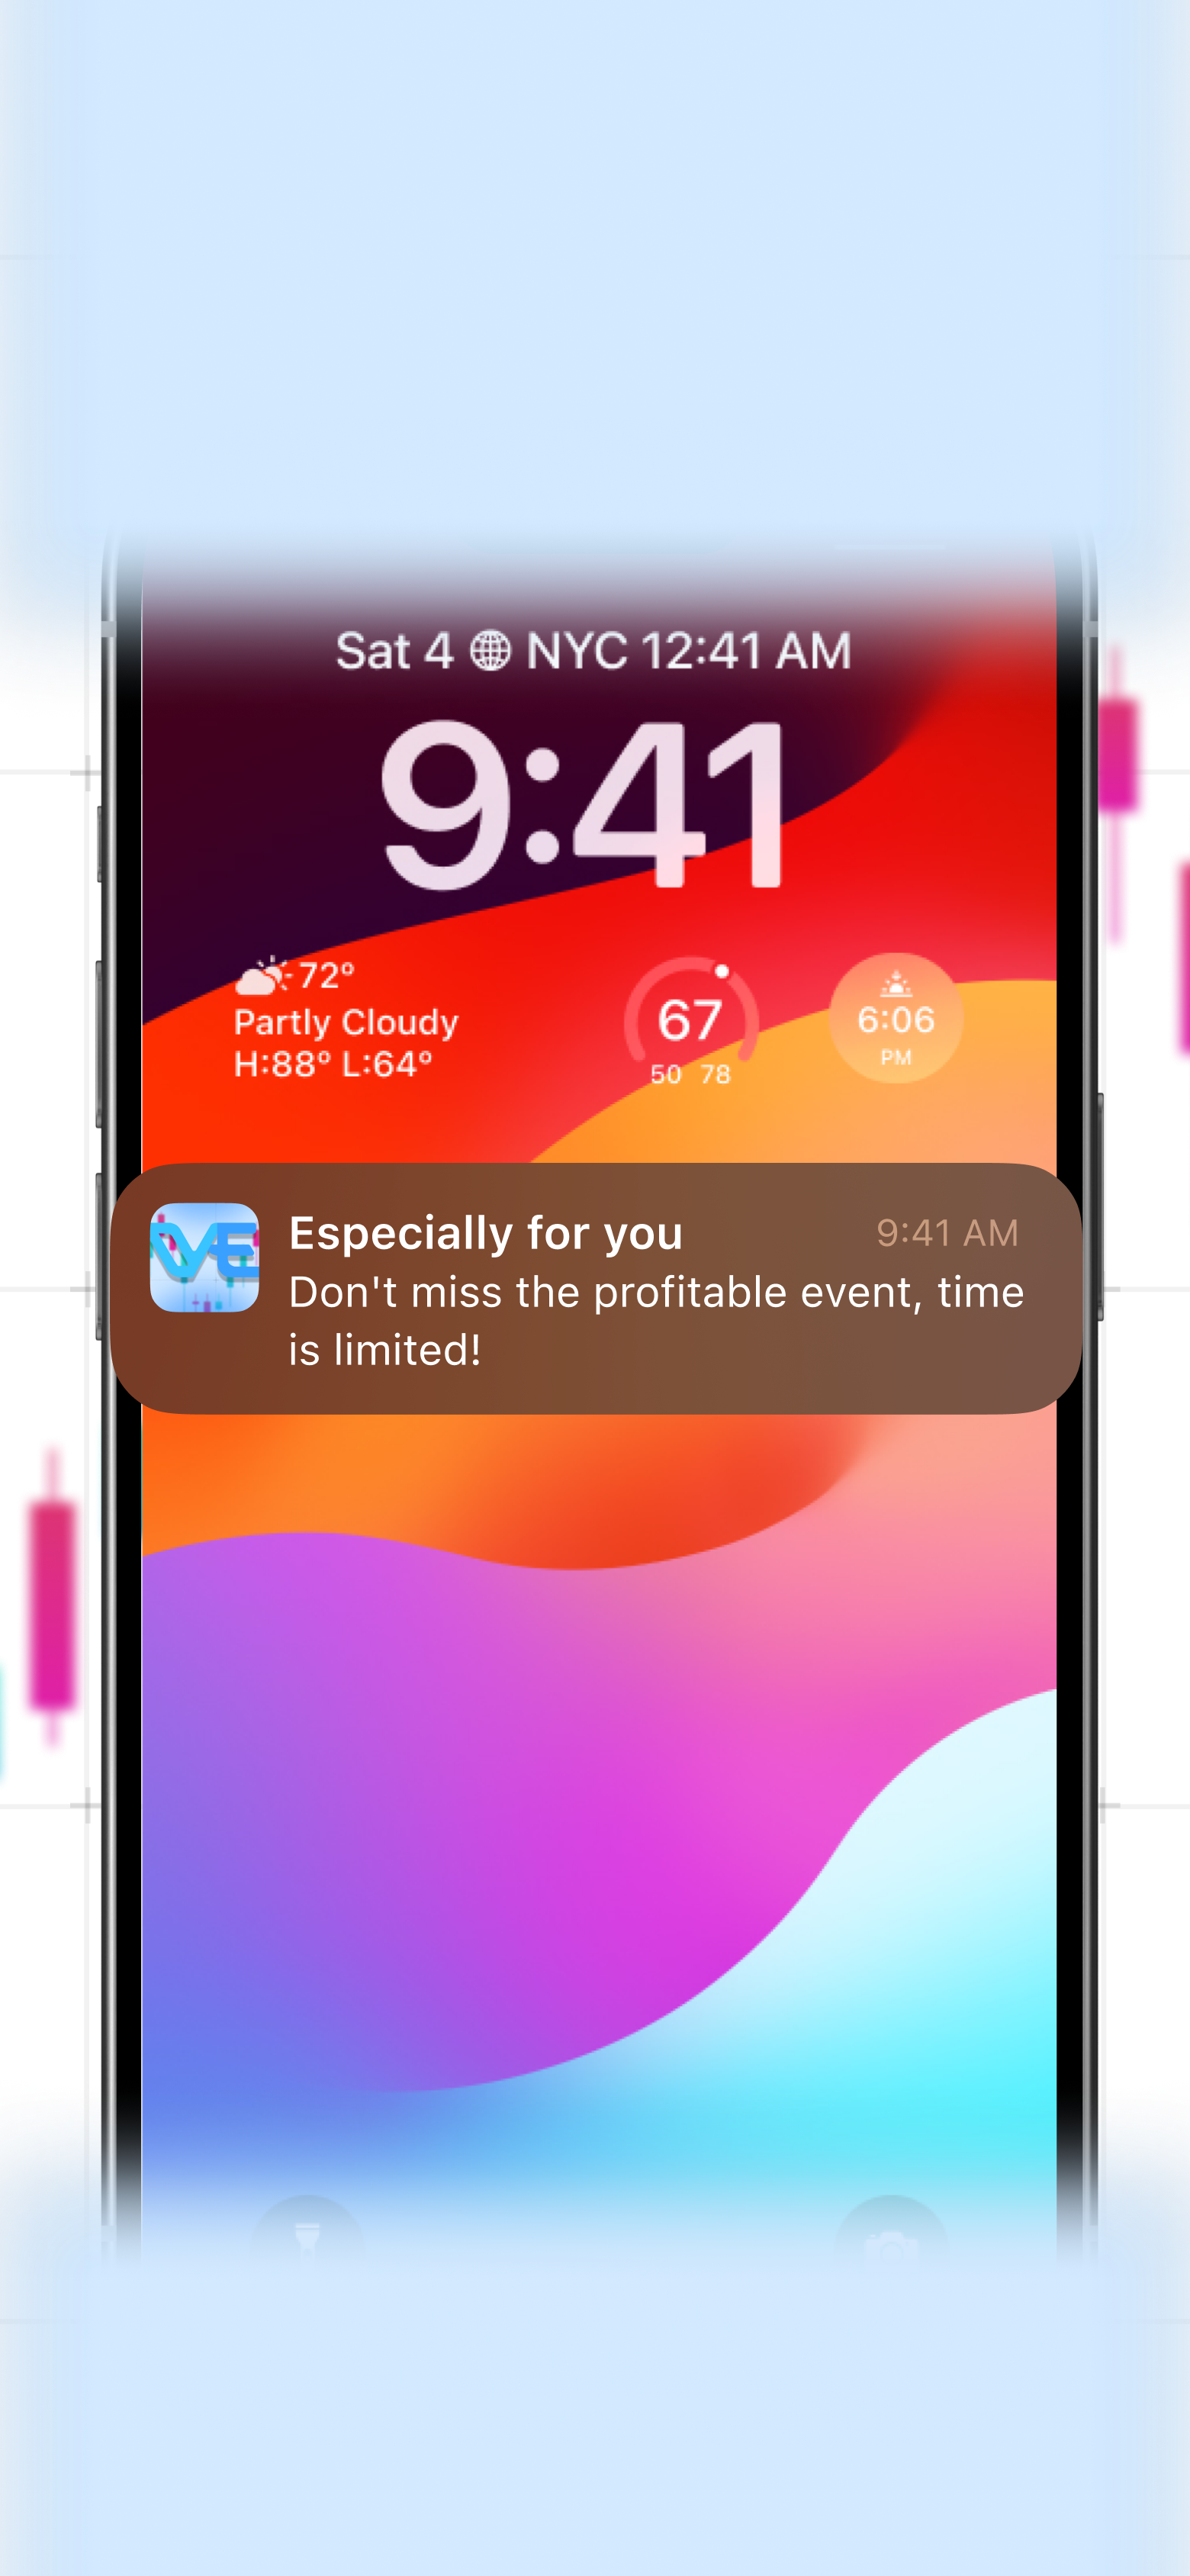 Sat 4 NYC 12:41 AM
9:41
72°
Partly Cloudy
H:88° L:64°
67
50 78
6:06
PM
VE
Especially for you
9:41 AM
Don't miss the profitable event, time
is limited!